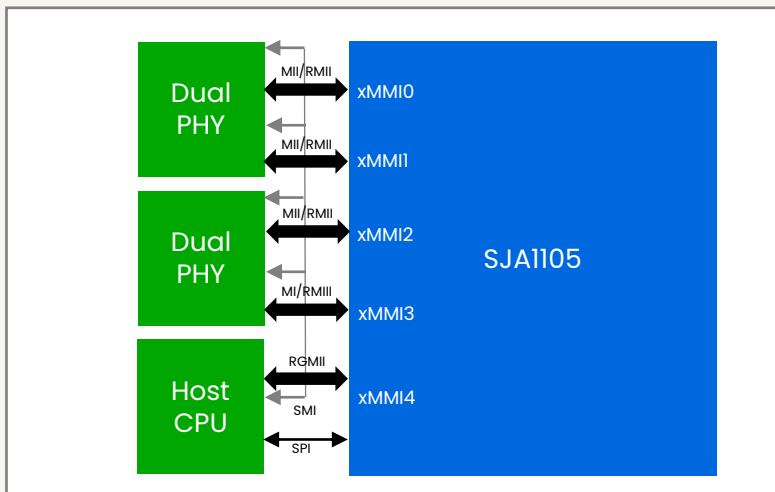 MII/RMII
Dual
PHY
xMMI0
MII/RMII
xMMI1
MII/RMII
Dual
PHY
xMMI2
SJA1105
MI/RMIII
xMMI3
RGMII
Host
CPU
xMMI4
SMI
SPI